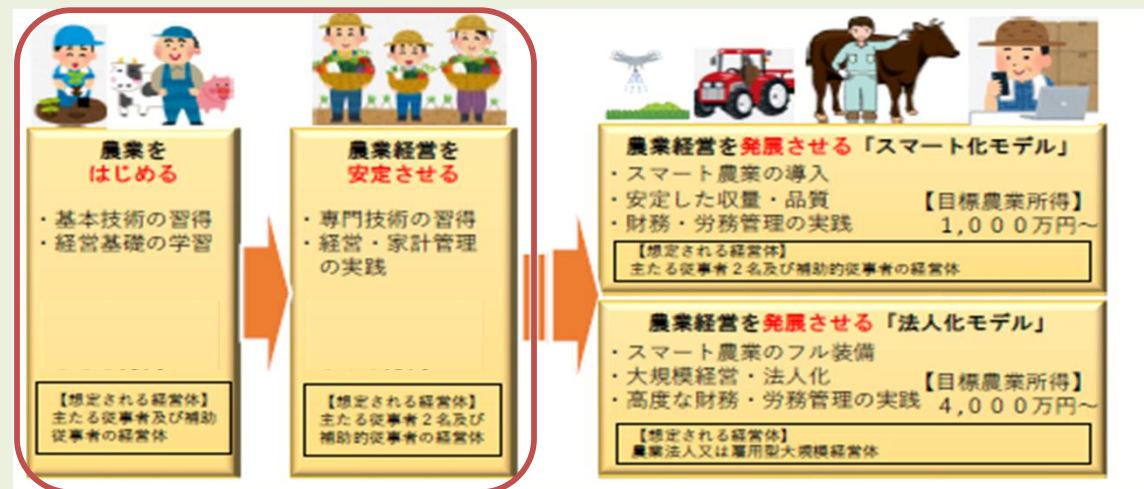 農業を
はじめる
・基本技術の習得
・経営基礎の学習
【想定される経営体】
主たる従事者及び補助
従事者の経営体
農業経営を
安定させる
・専門技術の習得
・経営・家計管理
の実践
【想定される経営体】
主たる従事者2名及び
補助的従事者の経営体
農業経営を発展させる「スマート化モデル」
・スマート農業の導入
・安定した収量・品質
・財務・労務管理の実践
【目標農業所得】
1,000万円~
【想定される経営体】
主たる従事者2名及び補助的従事者の経営体
農業経営を発展させる「法人化モデル」
・スマート農業のフル装備
・大規模経営・法人化
・高度な財務・労務管理の実践
【目標農業所得】
4,000万円~
【想定される経営体】
農業法人又は雇用型大規模経営体